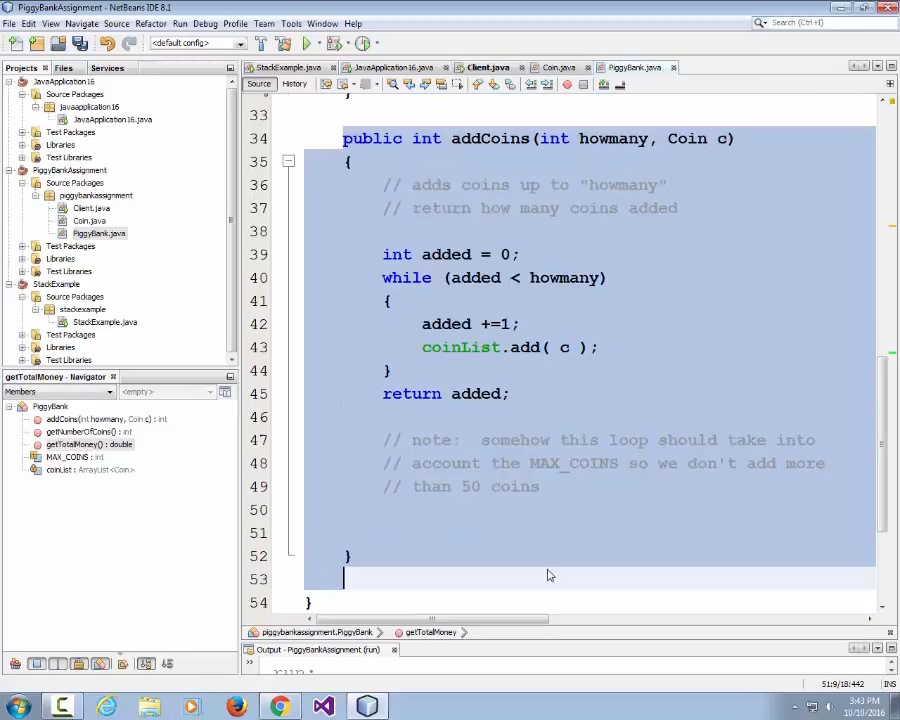 PiggyBankAssignment - NetBeans IDE 8.1
File Edit View Navigate Source Refactor Run Debug Profile Team Tools Window Help
Search (Ctrl+I)
<default config>
Projects Files Services
StackExample.java JavaApplication16.java Client.java Coin.java PiggyBank.java
Source History
JavaApplication16
Source Packages
javaapplication16
JavaApplication16.java
Test Packages
Libraries
Test Libraries
PiggyBankAssignment
Source Packages
piggybankassignment
Client.java
Coin.java
PiggyBank.java
Test Packages
Libraries
Test Libraries
StackExample
Source Packages
stackexample
StackExample.java
Test Packages
Libraries
Test Libraries
getTotalMoney - Navigator
Members <empty>
PiggyBank
addCoins(int howmany, Coin c) : int
getNumberOfCoins() : int
getTotalMoney() : double
MAX_COINS : int
coinList : ArrayList<Coin>
}
33
34 public int addCoins(int howmany, Coin c)
35 {
36 // adds coins up to "howmany"
37 // return how many coins added
38
39 int added = 0;
40 while (added < howmany)
41 {
42 added +=1;
43 coinList.add( c );
44 }
45 return added;
46
47 // note:  somehow this loop should take into
48 // account the MAX_COINS so we don't add more
49 // than 50 coins
50
51
52 }
53
54 }
piggybankassignment.PiggyBank getTotalMoney
Output - PiggyBankAssignment (run)
run:
51:9/18:442 INS
3:43 PM
10/10/2016